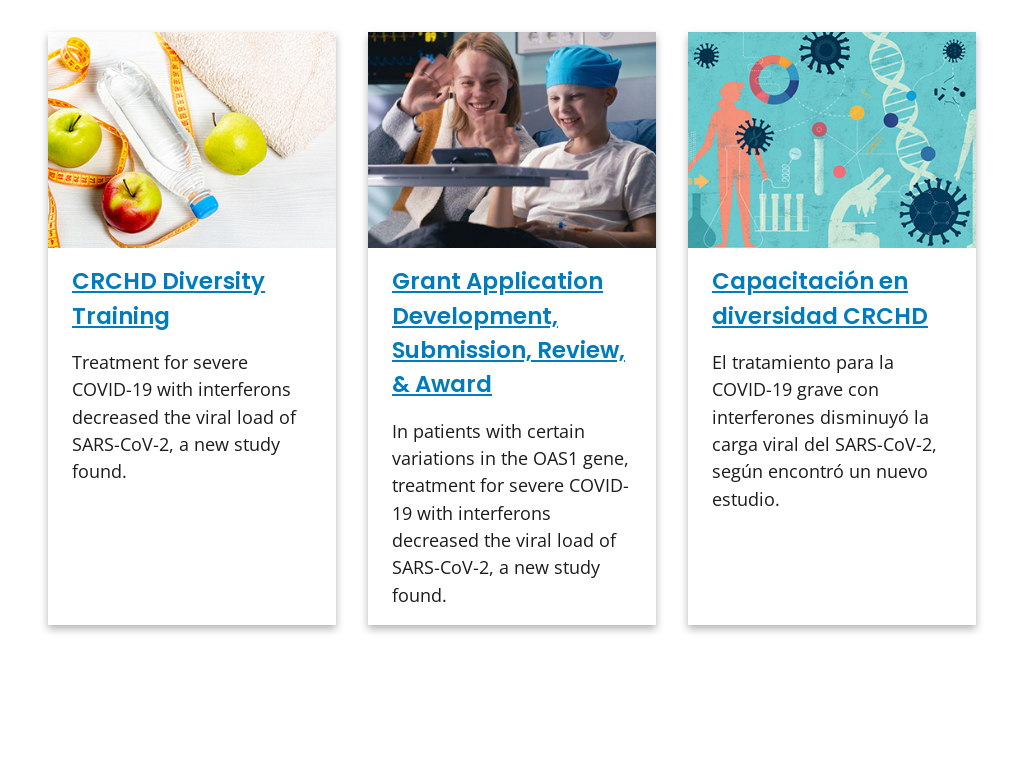 CRCHD Diversity
Training
Treatment for severe
COVID-19 with interferons
decreased the viral load of
SARS-CoV-2, a new study
found.
Grant Application
Development,
Submission, Review,
& Award
In patients with certain
variations in the OAS1 gene,
treatment for severe COVID-
19 with interferons
decreased the viral load of
SARS-CoV-2, a new study
found.
Capacitación en
diversidad CRCHD
El tratamiento para la
COVID-19 grave con
interferones disminuyó la
carga viral del SARS-CoV-2,
según encontró un nuevo
estudio.